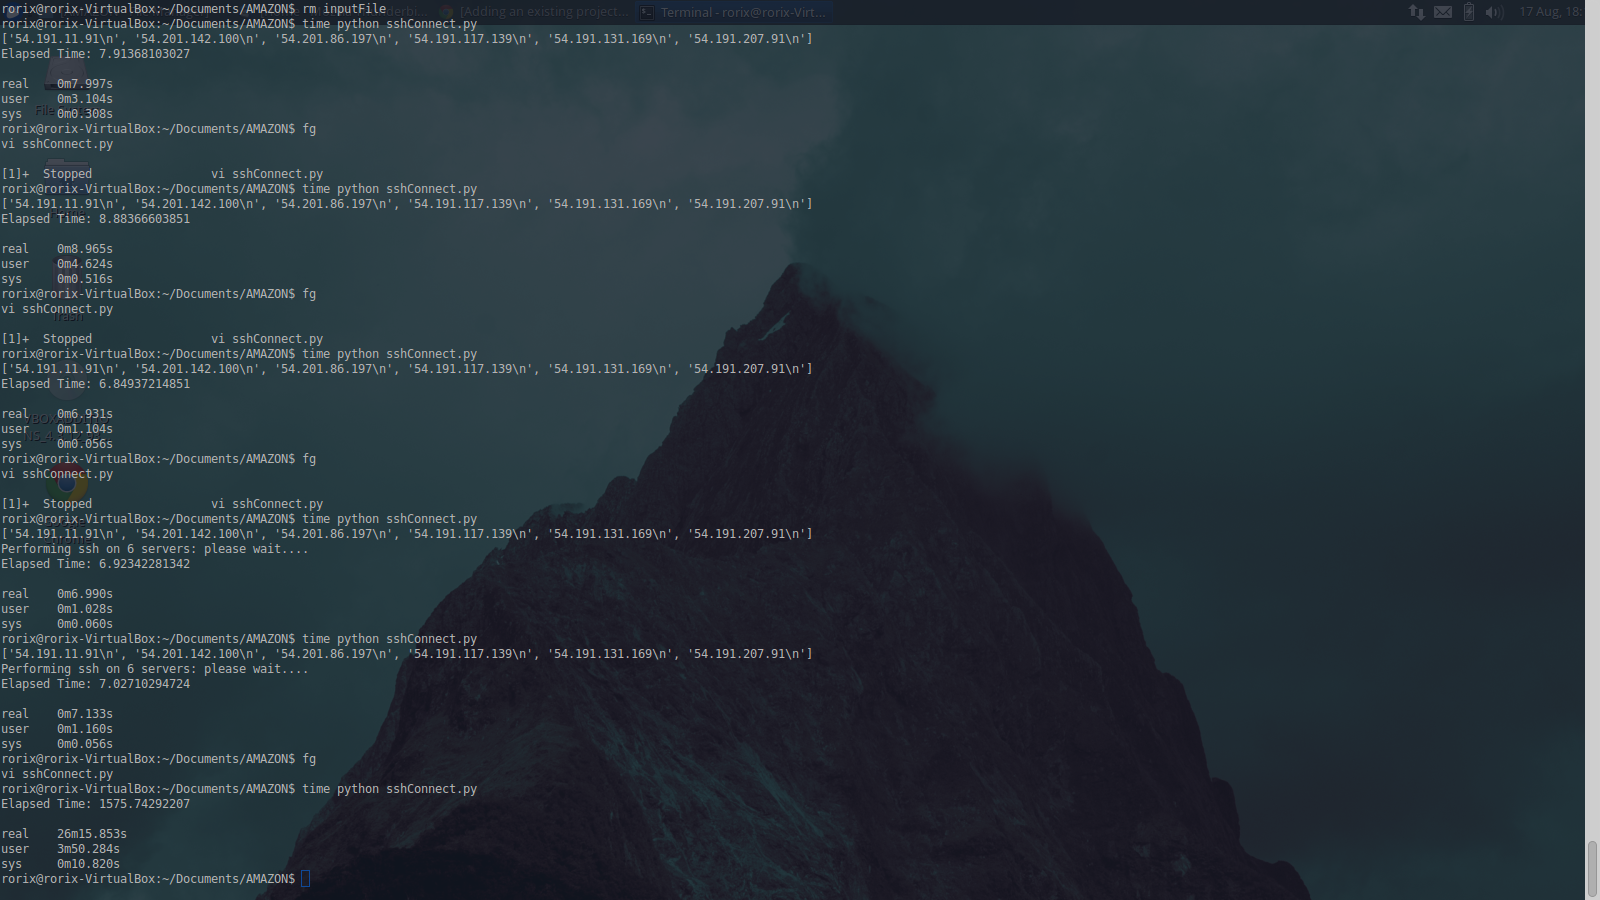 rorix@rorix-VirtualBox:~/Documents/AMAZON$ rm inputFile
[Adding an existing project... Terminal - rorix@rorix-Virt... 17 Aug, 18:
rorix@rorix-VirtualBox:~/Documents/AMAZON$ time python sshConnect.py
['54.191.11.91\n', '54.201.142.100\n', '54.201.86.197\n', '54.191.117.139\n', '54.191.131.169\n', '54.191.207.91\n']
Elapsed Time: 7.91368103027
real    0m7.997s
user    0m3.104s
sys     0m0.308s
rorix@rorix-VirtualBox:~/Documents/AMAZON$ fg
vi sshConnect.py
[1]+  Stopped                 vi sshConnect.py
rorix@rorix-VirtualBox:~/Documents/AMAZON$ time python sshConnect.py
['54.191.11.91\n', '54.201.142.100\n', '54.201.86.197\n', '54.191.117.139\n', '54.191.131.169\n', '54.191.207.91\n']
Elapsed Time: 8.88366603851
real    0m8.965s
user    0m4.624s
sys     0m0.516s
rorix@rorix-VirtualBox:~/Documents/AMAZON$ fg
vi sshConnect.py
Trash
[1]+  Stopped                 vi sshConnect.py
rorix@rorix-VirtualBox:~/Documents/AMAZON$ time python sshConnect.py
['54.191.11.91\n', '54.201.142.100\n', '54.201.86.197\n', '54.191.117.139\n', '54.191.131.169\n', '54.191.207.91\n']
Elapsed Time: 6.84937214851
real    0m6.931s
user    0m1.104s
sys     0m0.056s
rorix@rorix-VirtualBox:~/Documents/AMAZON$ fg
vi sshConnect.py
[1]+  Stopped                 vi sshConnect.py
rorix@rorix-VirtualBox:~/Documents/AMAZON$ time python sshConnect.py
['54.191.11.91\n', '54.201.142.100\n', '54.201.86.197\n', '54.191.117.139\n', '54.191.131.169\n', '54.191.207.91\n']
Performing ssh on 6 servers: please wait....
Elapsed Time: 6.92342281342
real    0m6.990s
user    0m1.028s
sys     0m0.060s
rorix@rorix-VirtualBox:~/Documents/AMAZON$ time python sshConnect.py
['54.191.11.91\n', '54.201.142.100\n', '54.201.86.197\n', '54.191.117.139\n', '54.191.131.169\n', '54.191.207.91\n']
Performing ssh on 6 servers: please wait....
Elapsed Time: 7.02710294724
real    0m7.133s
user    0m1.160s
sys     0m0.056s
rorix@rorix-VirtualBox:~/Documents/AMAZON$ fg
vi sshConnect.py
rorix@rorix-VirtualBox:~/Documents/AMAZON$ time python sshConnect.py
Elapsed Time: 1575.74292207
real    26m15.853s
user    3m50.284s
sys     0m10.820s
rorix@rorix-VirtualBox:~/Documents/AMAZON$